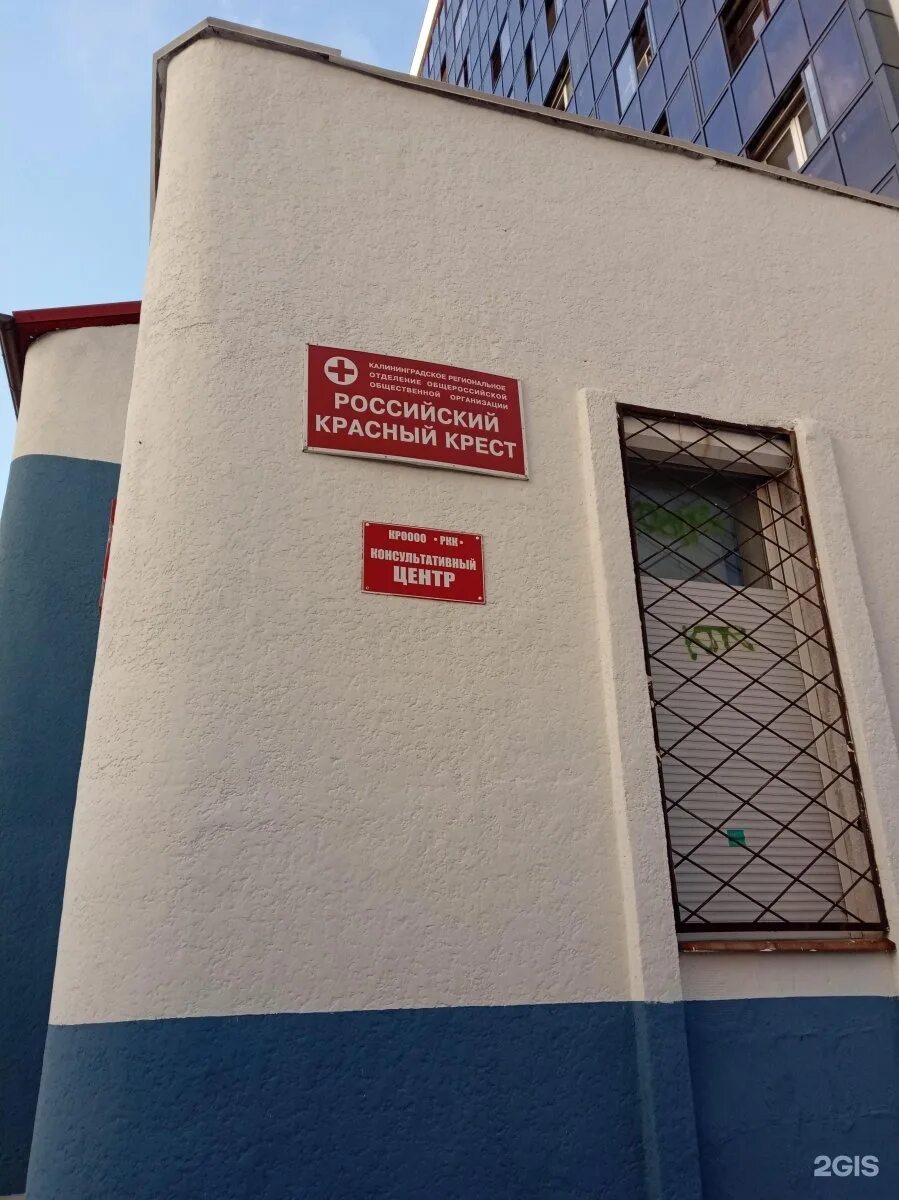 КАЛИНИНГРАДСКОЕ РЕГИОНАЛЬНОЕ
ОТДЕЛЕНИЕ ОБЩЕРОССИЙСКОЙ
ОБЩЕСТВЕННОЙ ОРГАНИЗАЦИИ
РОССИЙСКИЙ
КРАСНЫЙ КРЕСТ
КРОООО •РКК•
КОНСУЛЬТАТИВНЫЙ
ЦЕНТР
2GIS